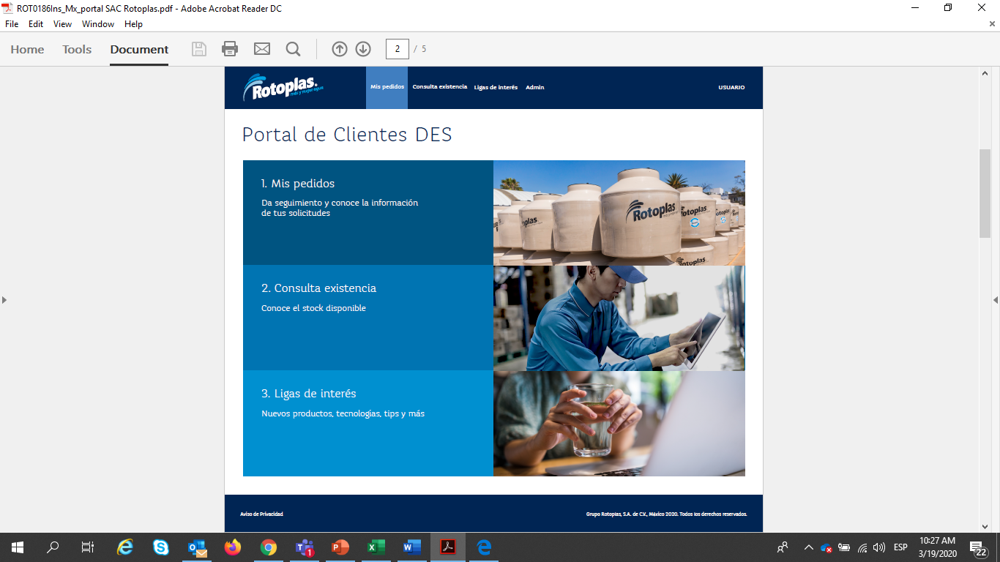 ROT0186Ins_Mx_portal SAC Rotoplas.pdf - Adobe Acrobat Reader DC
File Edit View Window Help
Home Tools Document 2 / 5
Rotoplas.
más y mejor agua
Mis pedidos Consulta existencia Ligas de interés Admin USUARIO
Portal de Clientes DES
1. Mis pedidos
Da seguimiento y conoce la información
de tus solicitudes
Rotoplas
Rotoplas
Rotoplas
2. Consulta existencia
Conoce el stock disponible
3. Ligas de interés
Nuevos productos, tecnologías, tips y más
Aviso de Privacidad Grupo Rotoplas, S.A. de C.V., México 2020. Todos los derechos reservados.
1 ESP 10:27 AM
3/19/2020 22